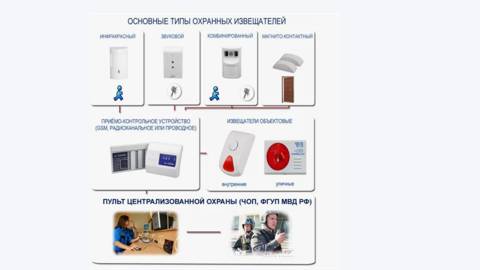 ОСНОВНЫЕ ТИПЫ ОХРАННЫХ ИЗВЕЩАТЕЛЕЙ
ИНФРАКРАСНЫЙ
ЗВУКОВОЙ
КОМБИНИРОВАННЫЙ
МАГНИТО-КОНТАКТНЫЙ
ПРИЁМО-КОНТРОЛЬНОЕ УСТРОЙСТВО
(GSM, РАДИОКАНАЛЬНОЕ ИЛИ ПРОВОДНОЕ)
ИЗВЕЩАТЕЛИ ОБЪЕКТОВЫЕ
внутренние
уличные
ПУЛЬТ ЦЕНТРАЛИЗОВАННОЙ ОХРАНЫ (ЧОП, ФГУП МВД РФ)